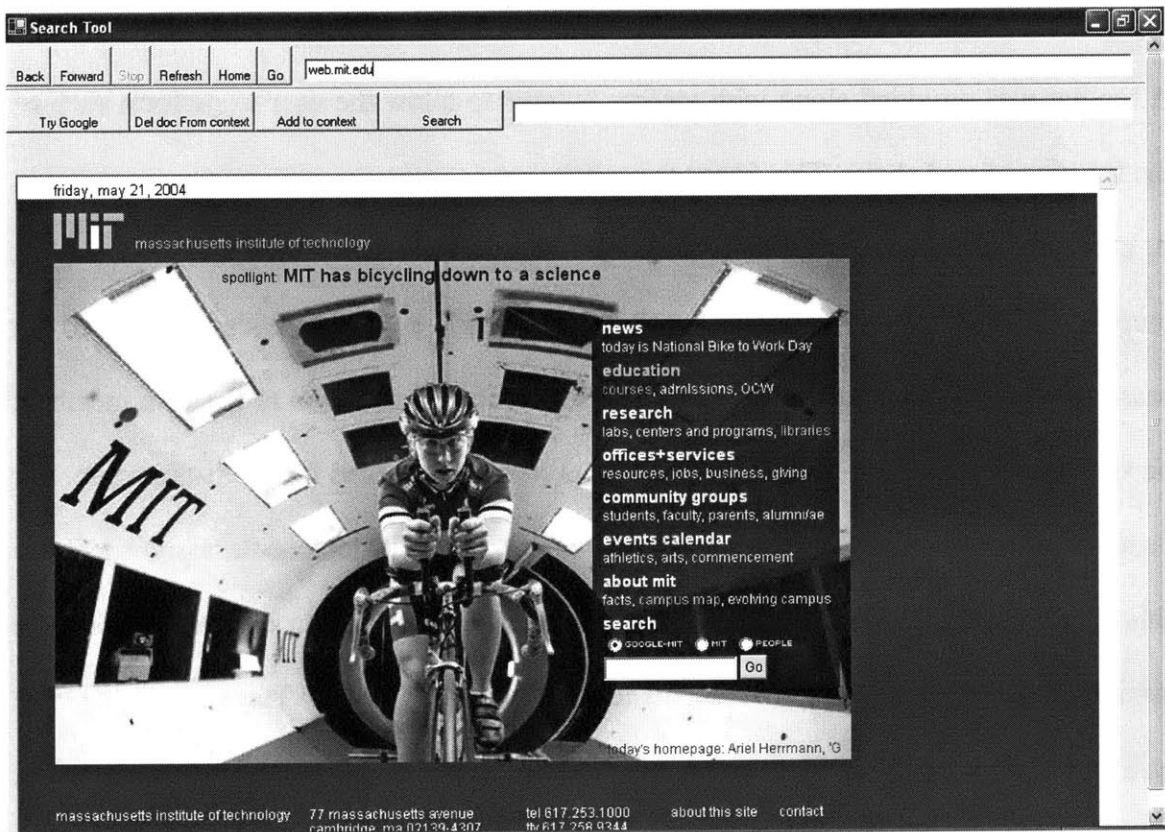 Search Tool
Back Forward Stop Refresh Home Go web.mit.edu
Try Google Del doc From context Add to context Search
friday, may 21, 2004
MIT massachusetts institute of technology
spotlight: MIT has bicycling down to a science
news
today is National Bike to Work Day
education
courses, admissions, OCW
research
labs, centers and programs, libraries
offices+services
resources, jobs, business, giving
community groups
students, faculty, parents, alumni/ae
events calendar
athletics, arts, commencement
about mit
facts, campus map, evolving campus
search
GOOGLE-MIT MIT PEOPLE
Go
MIT
MIT
today's homepage: Ariel Herrmann, 'G
massachusetts institute of technology 77 massachusetts avenue tel 617.253.1000 about this site contact
cambridge, ma 02139-4307 tty 617.258.9344